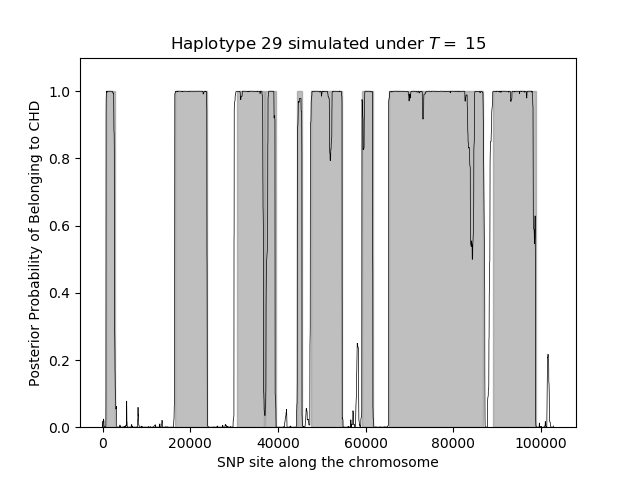 Haplotype 29 simulated under T = 15
Posterior Probability of Belonging to CHD
1.0
0.8
0.6
0.4
0.2
0.0
0 20000 40000 60000 80000 100000
SNP site along the chromosome